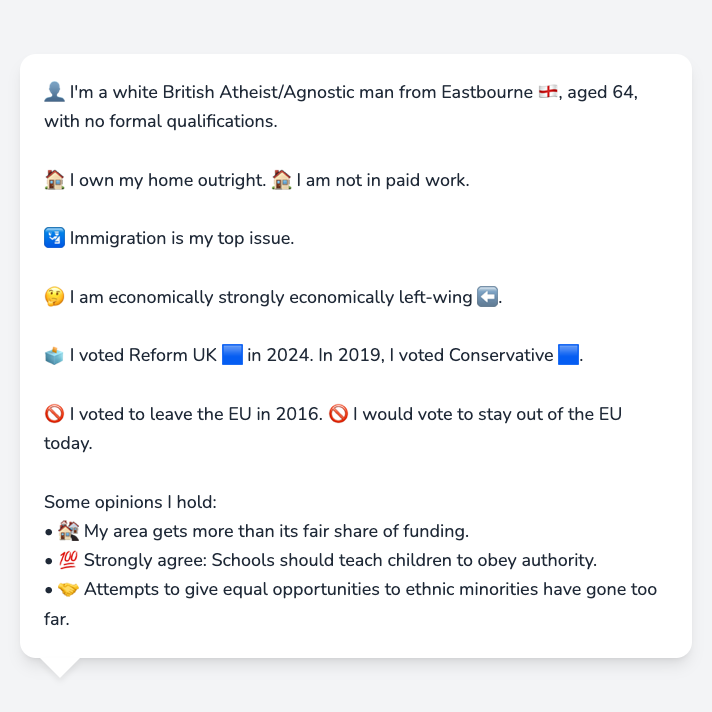 👤 I'm a white British Atheist/Agnostic man from Eastbourne 🏴󠁧󠁢󠁥󠁮󠁧󠁿, aged 64,
with no formal qualifications.
🏠 I own my home outright. 🏠 I am not in paid work.
🛂 Immigration is my top issue.
🤔 I am economically strongly economically left-wing ⬅️.
🗳️ I voted Reform UK 🟦 in 2024. In 2019, I voted Conservative 🟦.
🚫 I voted to leave the EU in 2016. 🚫 I would vote to stay out of the EU
today.
Some opinions I hold:
• 🏘️ My area gets more than its fair share of funding.
• 💯 Strongly agree: Schools should teach children to obey authority.
• 🤝 Attempts to give equal opportunities to ethnic minorities have gone too
far.